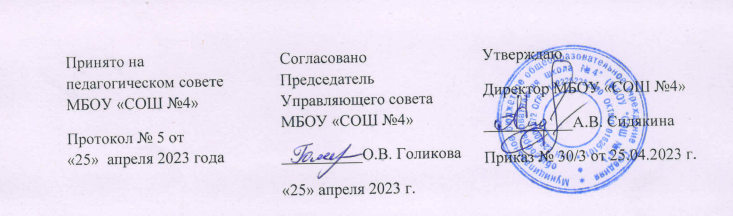 Принято на
педагогическом совете
МБОУ «СОШ №4»
Протокол № 5 от
«25» апреля 2023 года
Согласовано
Председатель
Управляющего совета
МБОУ «СОШ №4»
О.В. Голикова
«25» апреля 2023 г.
Утверждаю
Директор МБОУ «СОШ №4»
А.В. Сидякина
Приказ № 30/3 от 25.04.2023 г.